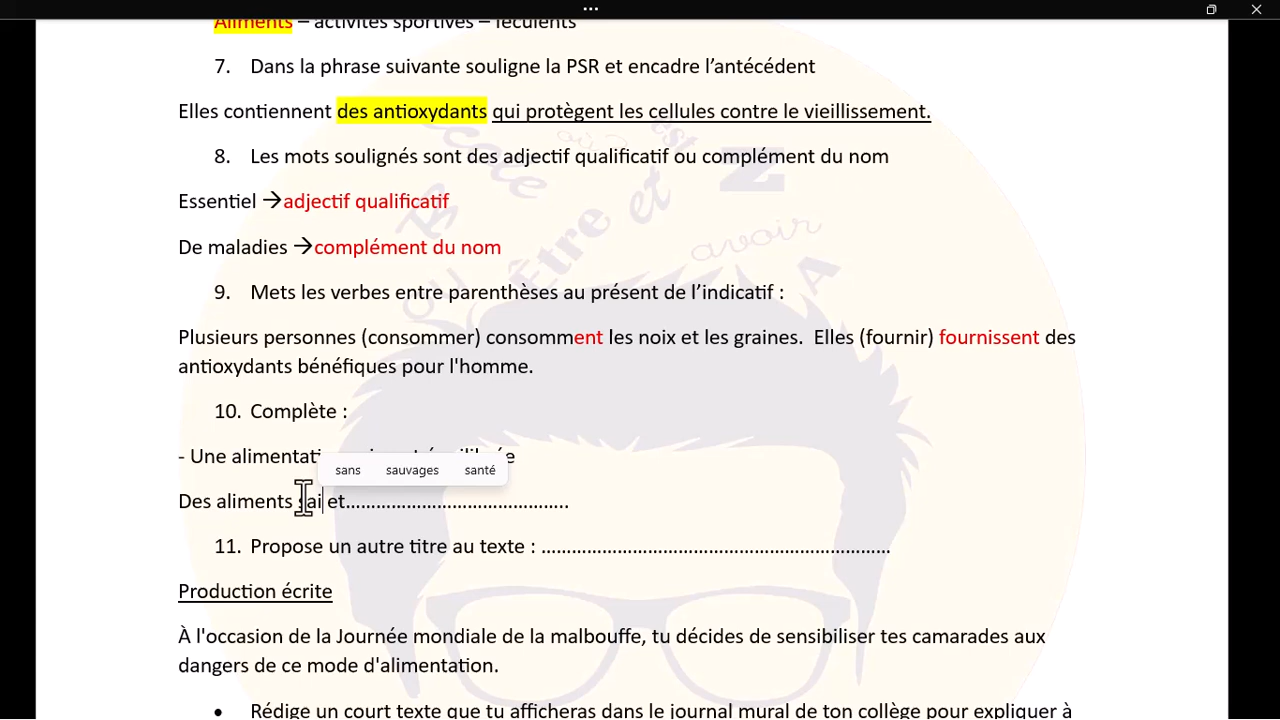 Aliments – activités sportives – féculents
7. Dans la phrase suivante souligne la PSR et encadre l’antécédent
Elles contiennent des antioxydants qui protègent les cellules contre le vieillissement.
8. Les mots soulignés sont des adjectif qualificatif ou complément du nom
Essentiel →adjectif qualificatif
De maladies →complément du nom
9. Mets les verbes entre parenthèses au présent de l’indicatif :
Plusieurs personnes (consommer) consomment les noix et les graines. Elles (fournir) fournissent des
antioxydants bénéfiques pour l'homme.
10. Complète :
- Une
sans sauvages santé
Des aliments sai et……………………………………..
11. Propose un autre titre au texte : ……………………………………………………………
Production écrite
À l'occasion de la Journée mondiale de la malbouffe, tu décides de sensibiliser tes camarades aux
dangers de ce mode d'alimentation.
• Rédige un court texte que tu afficheras dans le journal mural de ton collège pour expliquer à
OU
Être et
avoir
Z
A
où